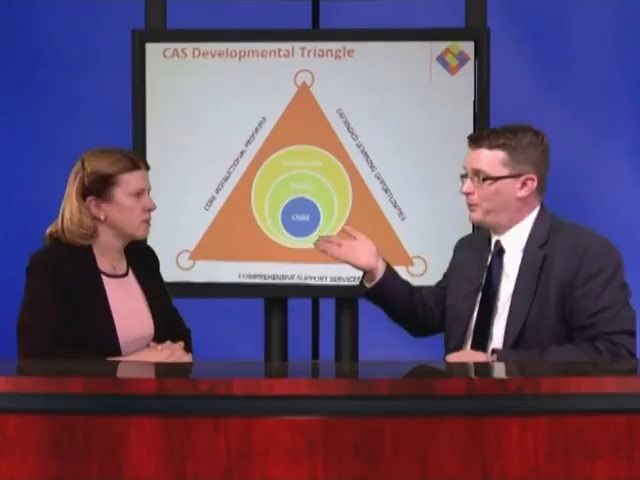 CAS Developmental Triangle
CORE INSTRUCTIONAL PROGRAM
EXPANDED LEARNING OPPORTUNITIES
Community
Family
Child
COMPREHENSIVE SUPPORT SERVICES